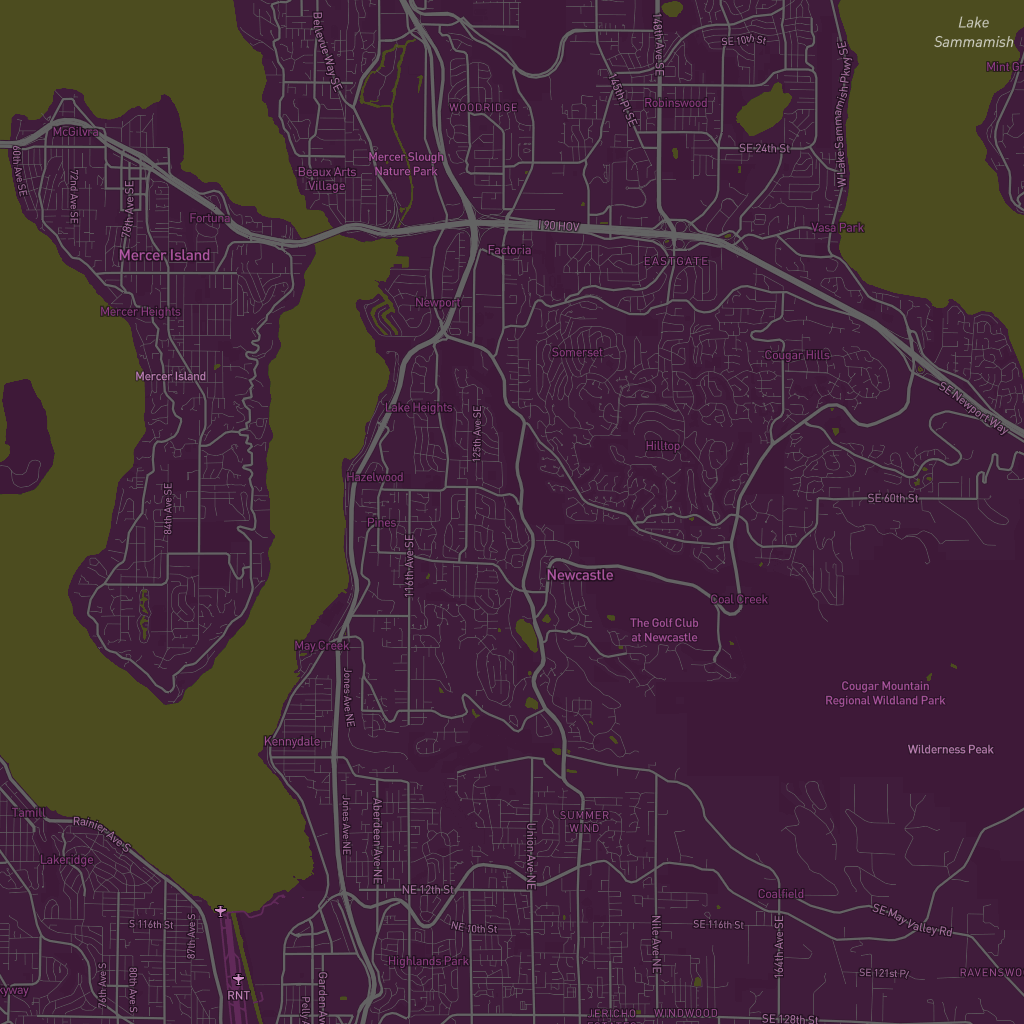 Lake
Sammamish
Bellevue Way SE
148th Ave SE
SE 10th St
W Lake Sammamish Pkwy SE
145th Pl SE
WOODRIDGE
Robinswood
McGilvra
60th Ave SE
Mercer Slough
Nature Park
SE 24th St
Beaux Arts
Village
72nd Ave SE
78th Ave SE
Fortuna
I 90 HOV
Vasa Park
Mercer Island
Factoria
EASTGATE
Mercer Heights
Newport
Somerset
Cougar Hills
Mercer Island
SE Newport Way
Lake Heights
125th Ave SE
Hilltop
Hazelwood
84th Ave SE
SE 60th St
Pines
116th Ave SE
Newcastle
Coal Creek
The Golf Club
at Newcastle
May Creek
Jones Ave NE
Cougar Mountain
Regional Wildland Park
Kennydale
Wilderness Peak
Rainier Ave S
Jones Ave NE
Aberdeen Ave NE
SUMMER
WIND
Union Ave NE
Lakeridge
NE 12th St
Coalfield
S 116th St
87th Ave S
NE 10th St
Nile Ave NE
SE 116th St
SE May Valley Rd
164th Ave SE
Highlands Park
76th Ave S
80th Ave S
RNT
SE 121st Pl
JERICHO
WINDWOOD
SE 128th St